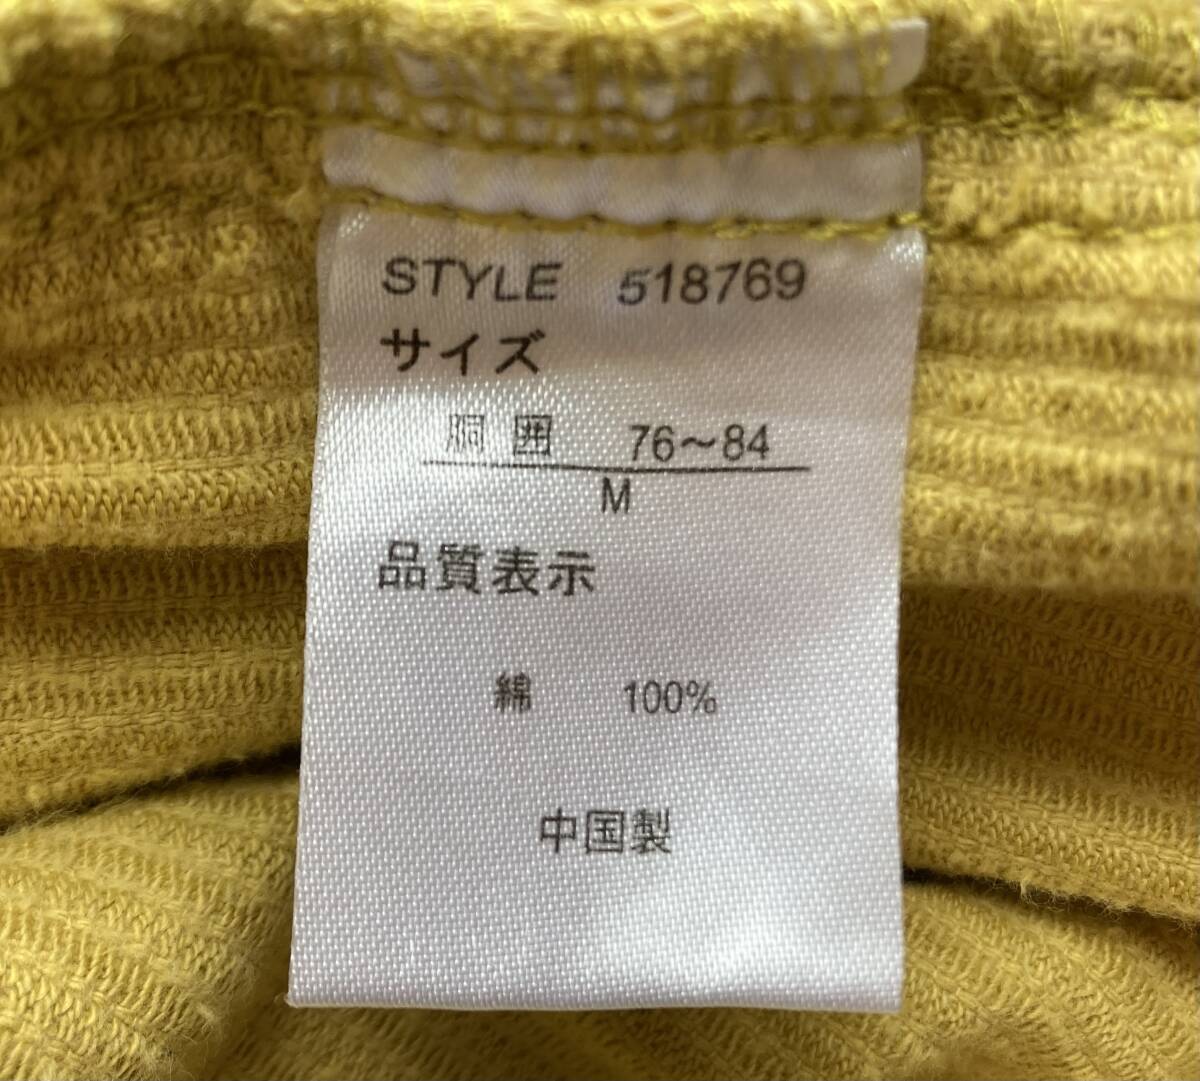 STYLE 518769
サイズ
胴囲 76～84
M
品質表示
綿 100%
中国製